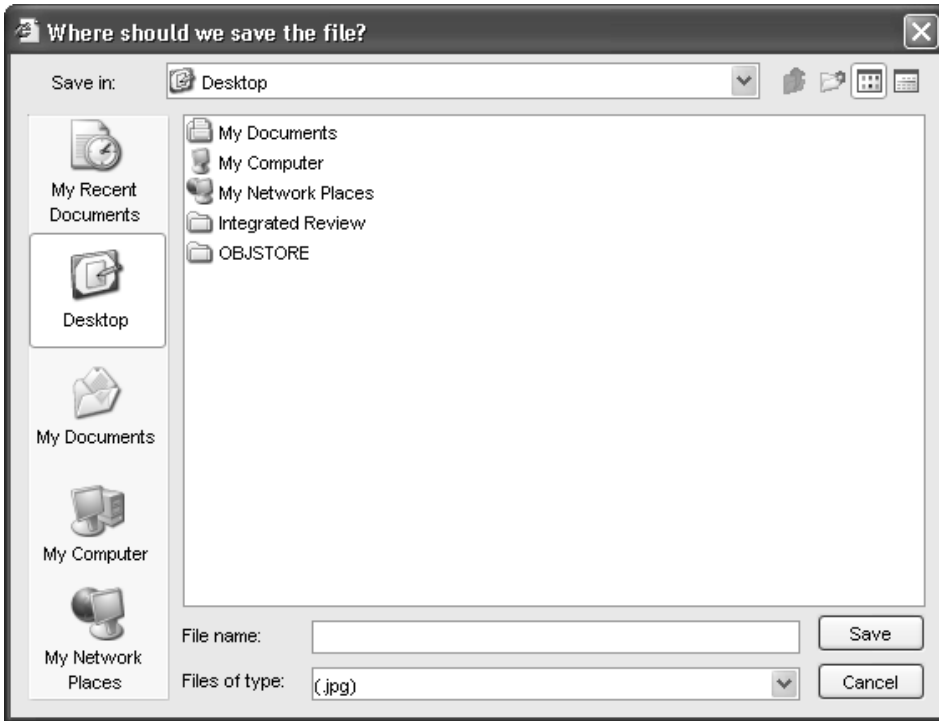 Where should we save the file?
Save in:
Desktop
My Recent
Documents
Desktop
My Documents
My Computer
My Network
Places
My Documents
My Computer
My Network Places
Integrated Review
OBJSTORE
File name:
Save
Files of type:
(.jpg)
Cancel